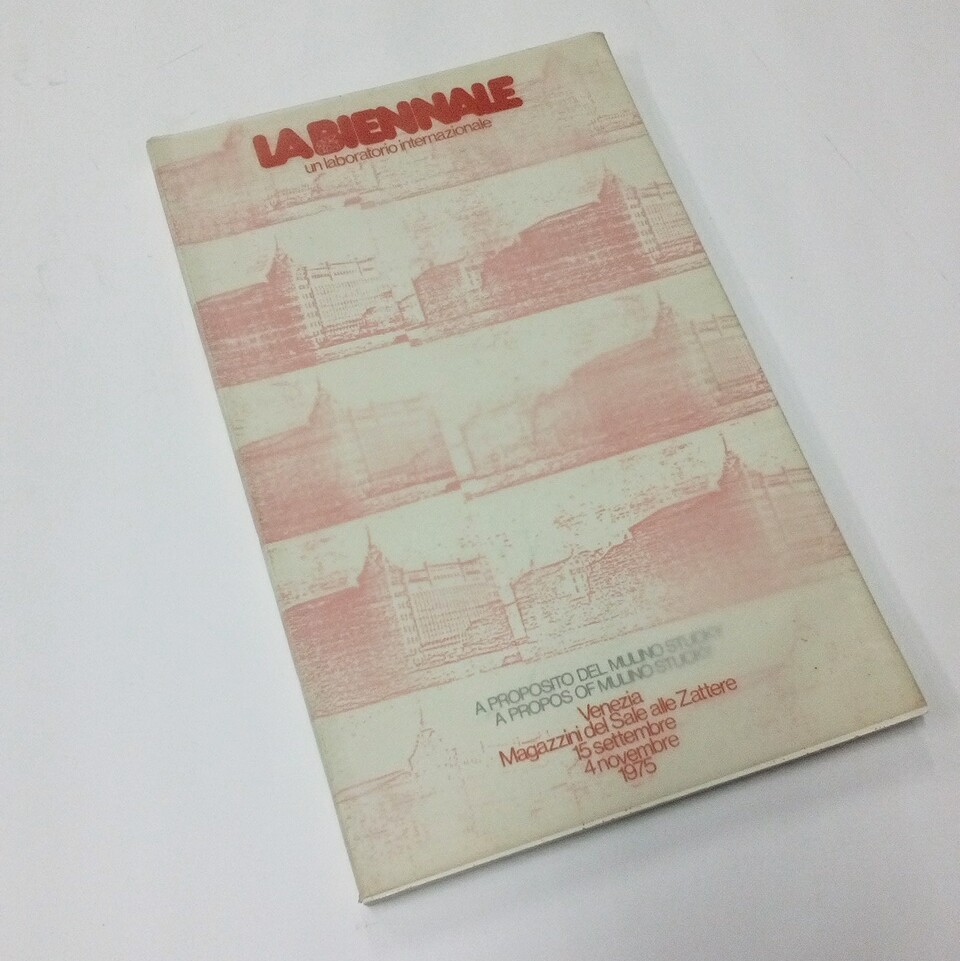 LA BIENNALE
un laboratorio internazionale
A PROPOSITO DEL MULINO STUCKY
A PROPOS OF MULINO STUCKY
Venezia
Magazzini del Sale alle Zattere
15 settembre
4 novembre
1975